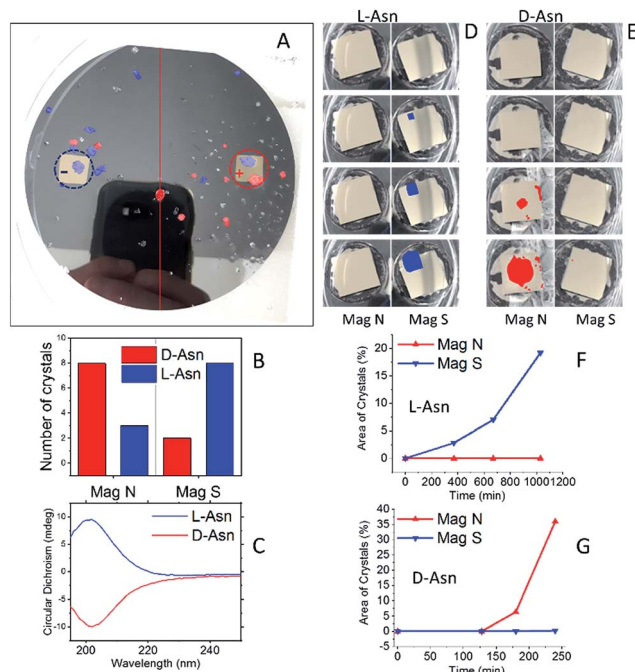 L-Asn
D-Asn
A
D
E
-
+
Mag N Mag S Mag N Mag S
B
Number of crystals
8
6
4
2
0
D-Asn
L-Asn
Mag N Mag S
C
Circular Dichroism (mdeg)
10
5
0
-5
-10
L-Asn
D-Asn
200 220 240
Wavelength (nm)
F
Area of Crystals (%)
20
15
10
5
0
Mag N
Mag S
L-Asn
0 200 400 600 800 1000 1200
Time (min)
G
Area of Crystals (%)
35
30
25
20
15
10
5
0
Mag N
Mag S
D-Asn
0 50 100 150 200 250
Time (min)